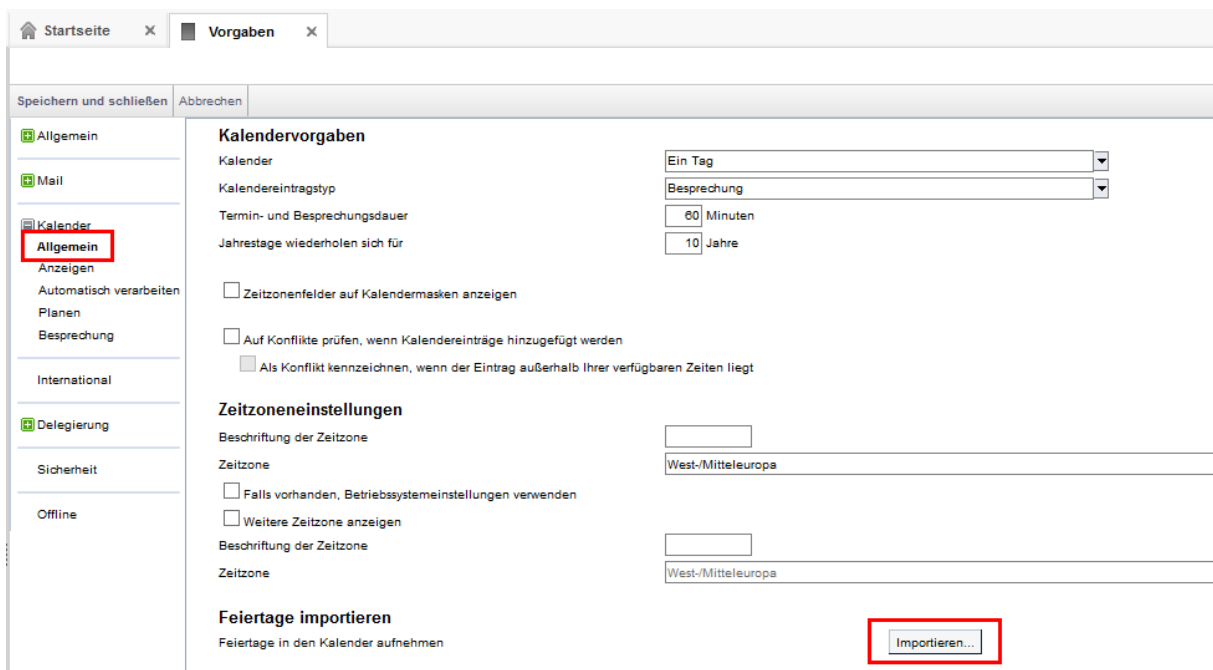 Startseite
Vorgaben
Speichern und schließen Abbrechen
Allgemein
Mail
Kalender
Allgemein
Anzeigen
Automatisch verarbeiten
Planen
Besprechung
International
Delegierung
Sicherheit
Offline
Kalendervorgaben
Kalender Ein Tag
Kalendereintragstyp Besprechung
Termin- und Besprechungsdauer 60 Minuten
Jahrestage wiederholen sich für 10 Jahre
Zeitzonenfelder auf Kalendermasken anzeigen
Auf Konflikte prüfen, wenn Kalendereinträge hinzugefügt werden
Als Konflikt kennzeichnen, wenn der Eintrag außerhalb Ihrer verfügbaren Zeiten liegt
Zeitzoneneinstellungen
Beschriftung der Zeitzone
Zeitzone West-/Mitteleuropa
Falls vorhanden, Betriebssystemeinstellungen verwenden
Weitere Zeitzone anzeigen
Beschriftung der Zeitzone
Zeitzone West-/Mitteleuropa
Feiertage importieren
Feiertage in den Kalender aufnehmen Importieren...